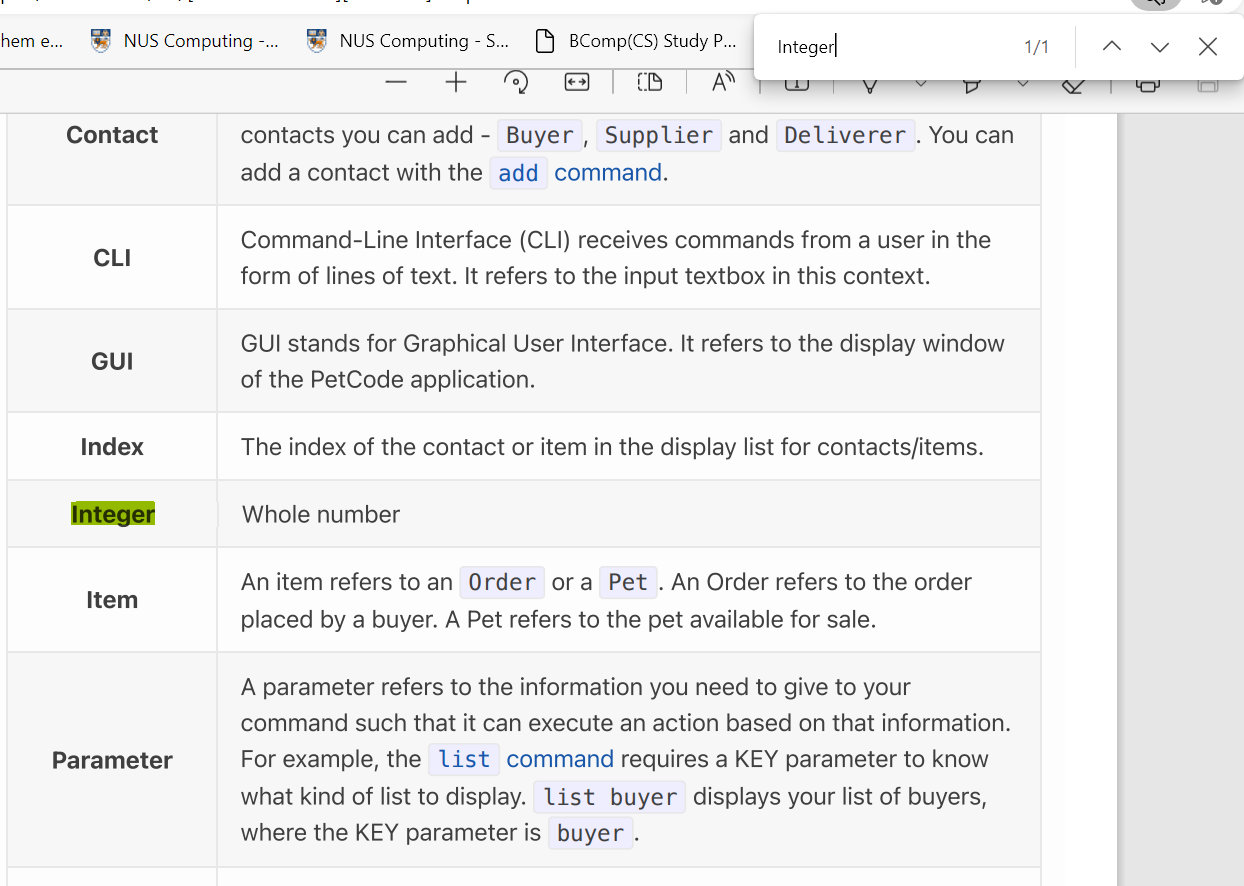 hem e...
NUS Computing -...
NUS Computing - S...
BComp(CS) Study P...
Integer
1/1
Contact
contacts you can add - Buyer, Supplier and Deliverer. You can
add a contact with the add command.
CLI
Command-Line Interface (CLI) receives commands from a user in the
form of lines of text. It refers to the input textbox in this context.
GUI
GUI stands for Graphical User Interface. It refers to the display window
of the PetCode application.
Index
The index of the contact or item in the display list for contacts/items.
Integer
Whole number
Item
An item refers to an Order or a Pet. An Order refers to the order
placed by a buyer. A Pet refers to the pet available for sale.
Parameter
A parameter refers to the information you need to give to your
command such that it can execute an action based on that information.
For example, the list command requires a KEY parameter to know
what kind of list to display. list buyer displays your list of buyers,
where the KEY parameter is buyer.